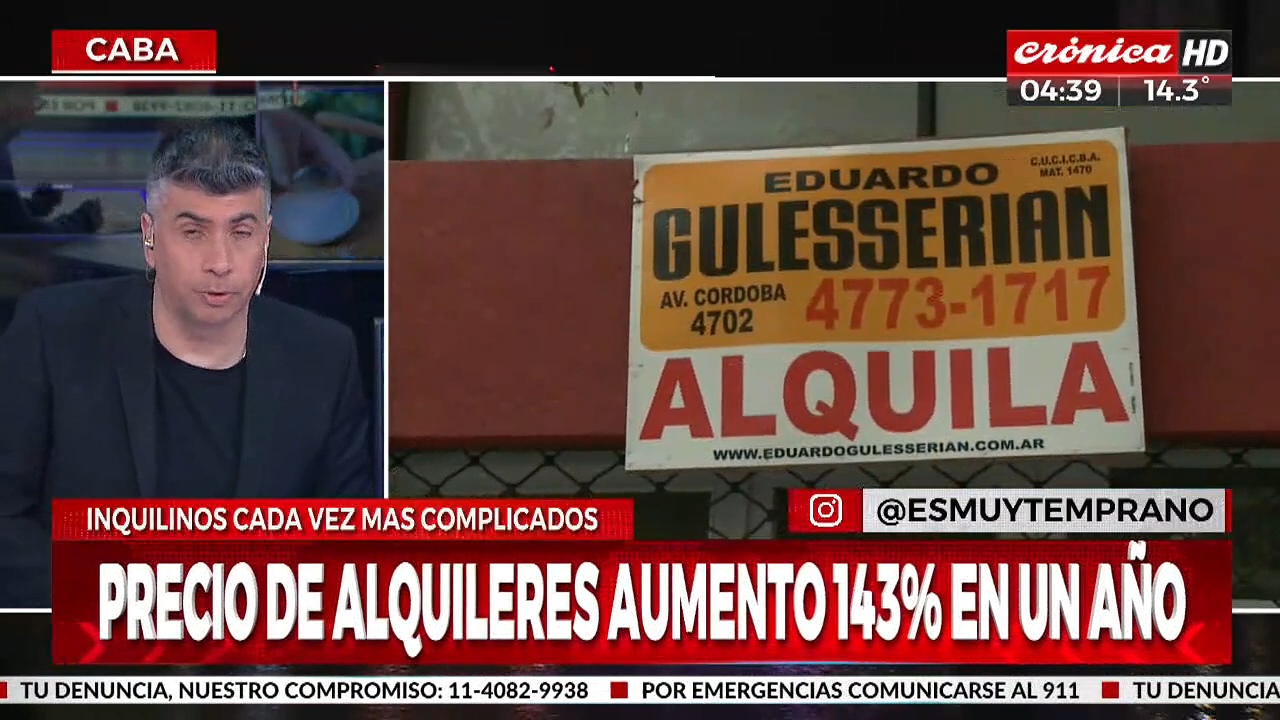 CABA
crónica HD
04:39 14.3°
EDUARDO
C.U.C.I.C.B.A.
MAT. 1470
GULESSERIAN
AV. CORDOBA
4702
4773-1717
ALQUILA
WWW.EDUARDOGULESSERIAN.COM.AR
INQUILINOS CADA VEZ MAS COMPLICADOS
@ESMUYTEMPRANO
PRECIO DE ALQUILERES AUMENTO 143% EN UN AÑO
TU DENUNCIA, NUESTRO COMPROMISO: 11-4082-9938 POR EMERGENCIAS COMUNICARSE AL 911 TU DENUNCIA